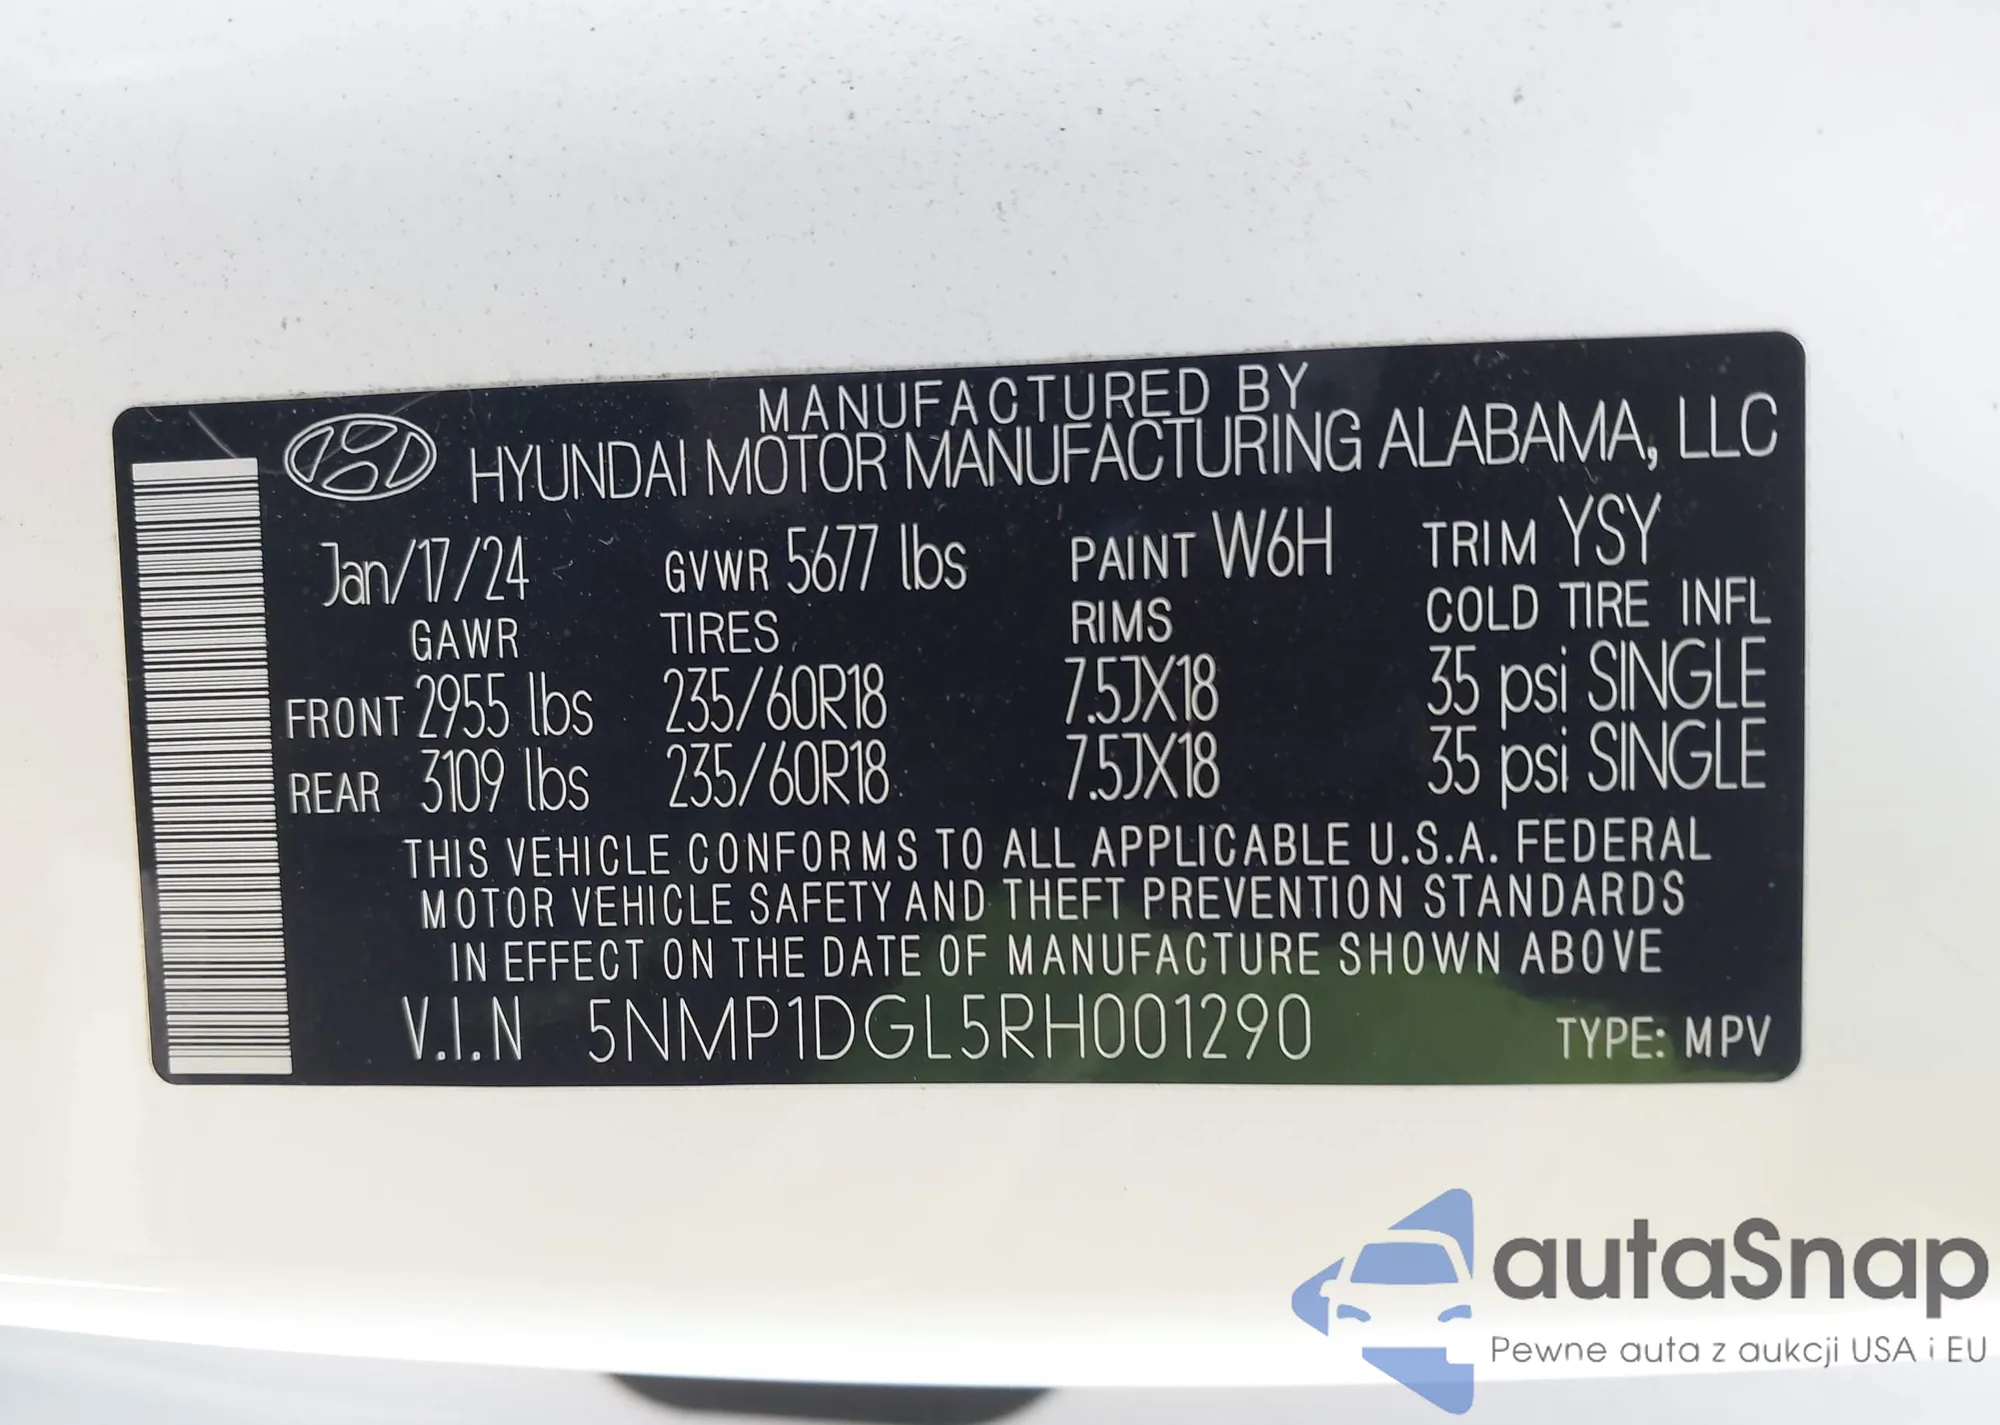 MANUFACTURED BY
HYUNDAI MOTOR MANUFACTURING ALABAMA, LLC
Jan/17/24 GVWR 5677 lbs PAINT W6H TRIM YSY
GAWR TIRES RIMS COLD TIRE INFL
FRONT 2955 lbs 235/60R18 7.5JX18 35 psi SINGLE
REAR 3109 lbs 235/60R18 7.5JX18 35 psi SINGLE
THIS VEHICLE CONFORMS TO ALL APPLICABLE U.S.A. FEDERAL
MOTOR VEHICLE SAFETY AND THEFT PREVENTION STANDARDS
IN EFFECT ON THE DATE OF MANUFACTURE SHOWN ABOVE
V.I.N 5NMP1DGL5RH001290 TYPE: MPV
autaSnap
Pewne auta z aukcji USA i EU